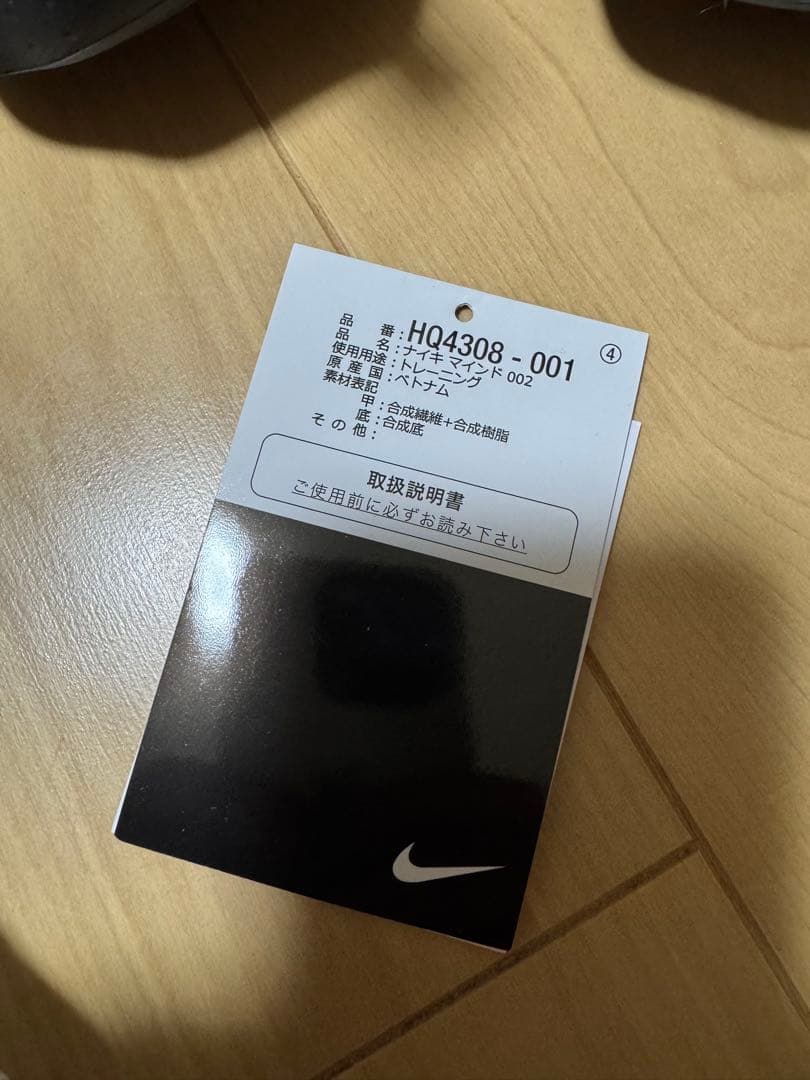 品番：HQ4308 - 001
④
品名：ナイキ マインド 002
使用用途：トレーニング
原産国：ベトナム
素材表記
甲：合成繊維+合成樹脂
底：合成底
その他：
取扱説明書
ご使用前に必ずお読み下さい